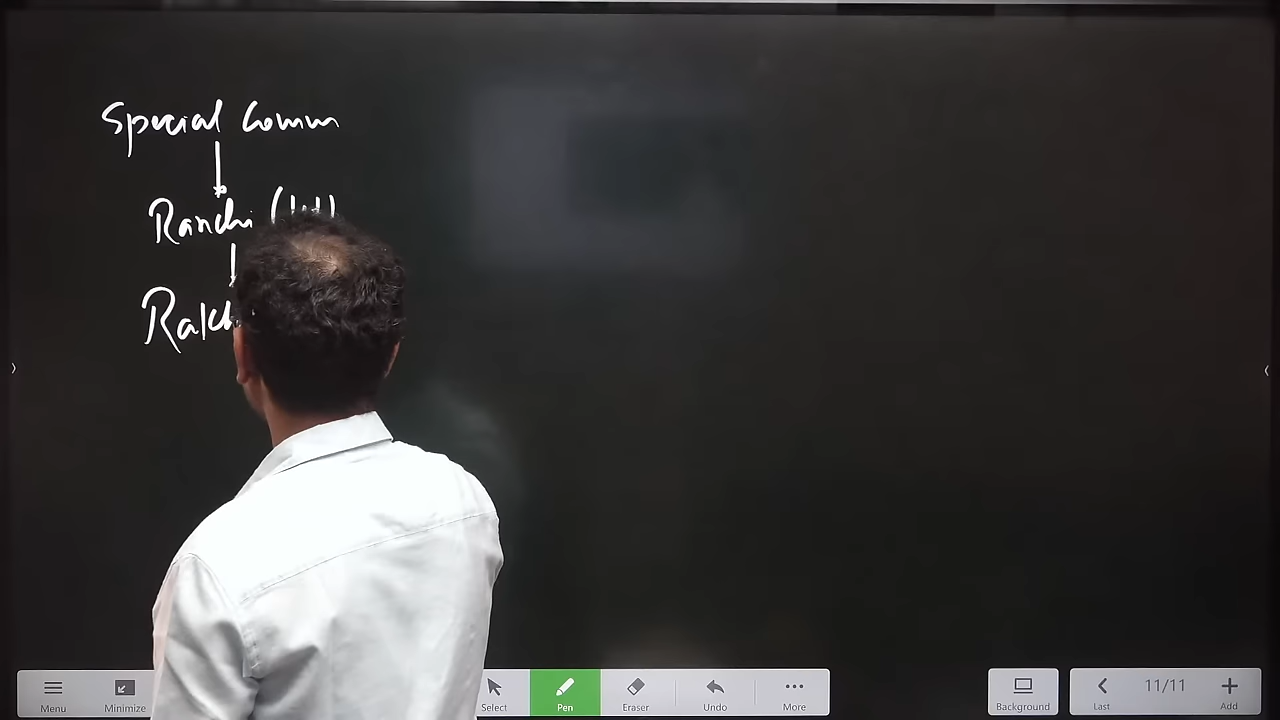 Special Comm
Ranchi
Menu
Minimize
Select
Pen
Eraser
Undo
More
Background
Last
11/11
Add